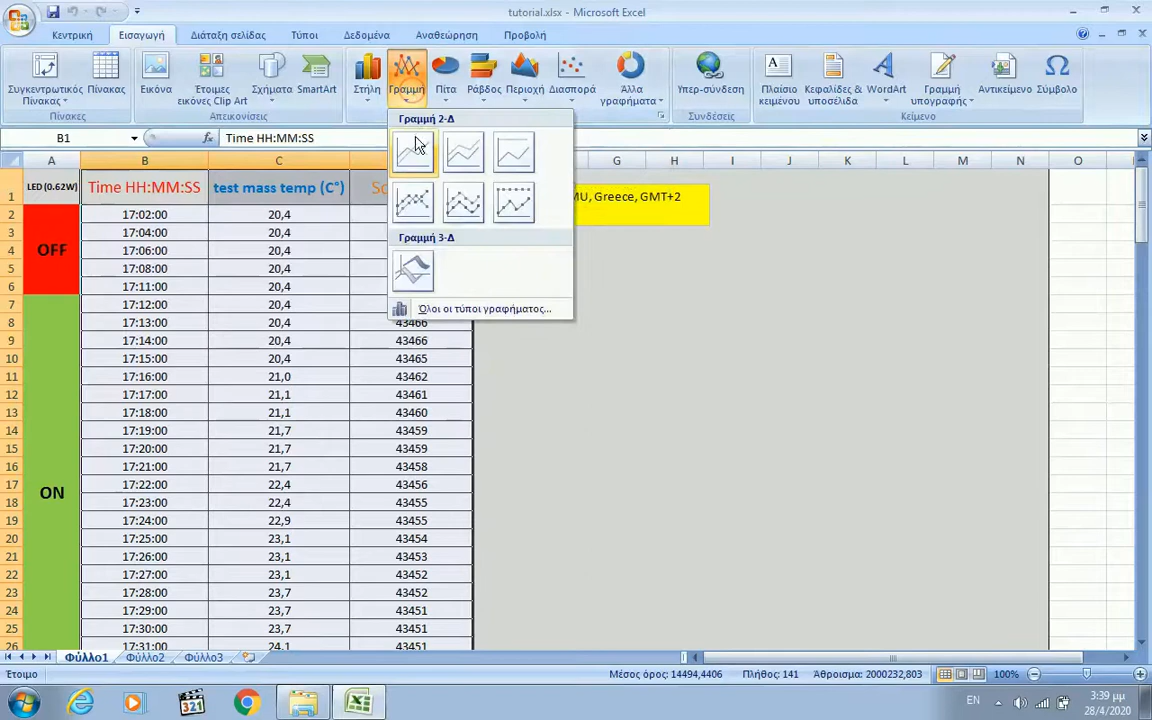 tutorial.xlsx - Microsoft Excel
Κεντρική Εισαγωγή Διάταξη σελίδας Τύποι Δεδομένα Αναθεώρηση Προβολή
Συγκεντρωτικός Πίνακας Πίνακας Εικόνα Έτοιμες εικόνες Clip Art Σχήματα SmartArt Στήλη Γραμμή Πίτα Ράβδος Περιοχή Διασπορά Άλλα γραφήματα Υπερ-σύνδεση Πλαίσιο κειμένου Κεφαλίδα & υποσέλιδα WordArt Γραμμή υπογραφής Αντικείμενο Σύμβολο
Πίνακες Απεικονίσεις Συνδέσεις Κείμενο
Γραμμή 2-Δ
Γραμμή 3-Δ
Όλοι οι τύποι γραφήματος...
B1 fx Time HH:MM:SS
A B C G H I J K L M N O
1 LED (0.62W) Time HH:MM:SS test mass temp (C°) MU, Greece, GMT+2
2 17:02:00 20,4
3 17:04:00 20,4
4 OFF 17:06:00 20,4
5 17:08:00 20,4
6 17:11:00 20,4
7 17:12:00 20,4
8 17:13:00 20,4 43466
9 17:14:00 20,4 43466
10 17:15:00 20,4 43465
11 17:16:00 21,0 43462
12 17:17:00 21,1 43461
13 17:18:00 21,1 43460
14 17:19:00 21,7 43459
15 17:20:00 21,7 43459
16 17:21:00 21,7 43458
17 ON 17:22:00 22,4 43456
18 17:23:00 22,4 43455
19 17:24:00 22,9 43455
20 17:25:00 23,1 43454
21 17:26:00 23,1 43453
22 17:27:00 23,1 43452
23 17:28:00 23,7 43452
24 17:29:00 23,7 43451
25 17:30:00 23,7 43451
26 17:31:00 24,1 43451
Φύλλο1 Φύλλο2 Φύλλο3
Έτοιμο Μέσος όρος: 14494,4406 Πλήθος: 141 Άθροισμα: 2000232,803 100%
321 EN 3:39 μμ
28/4/2020